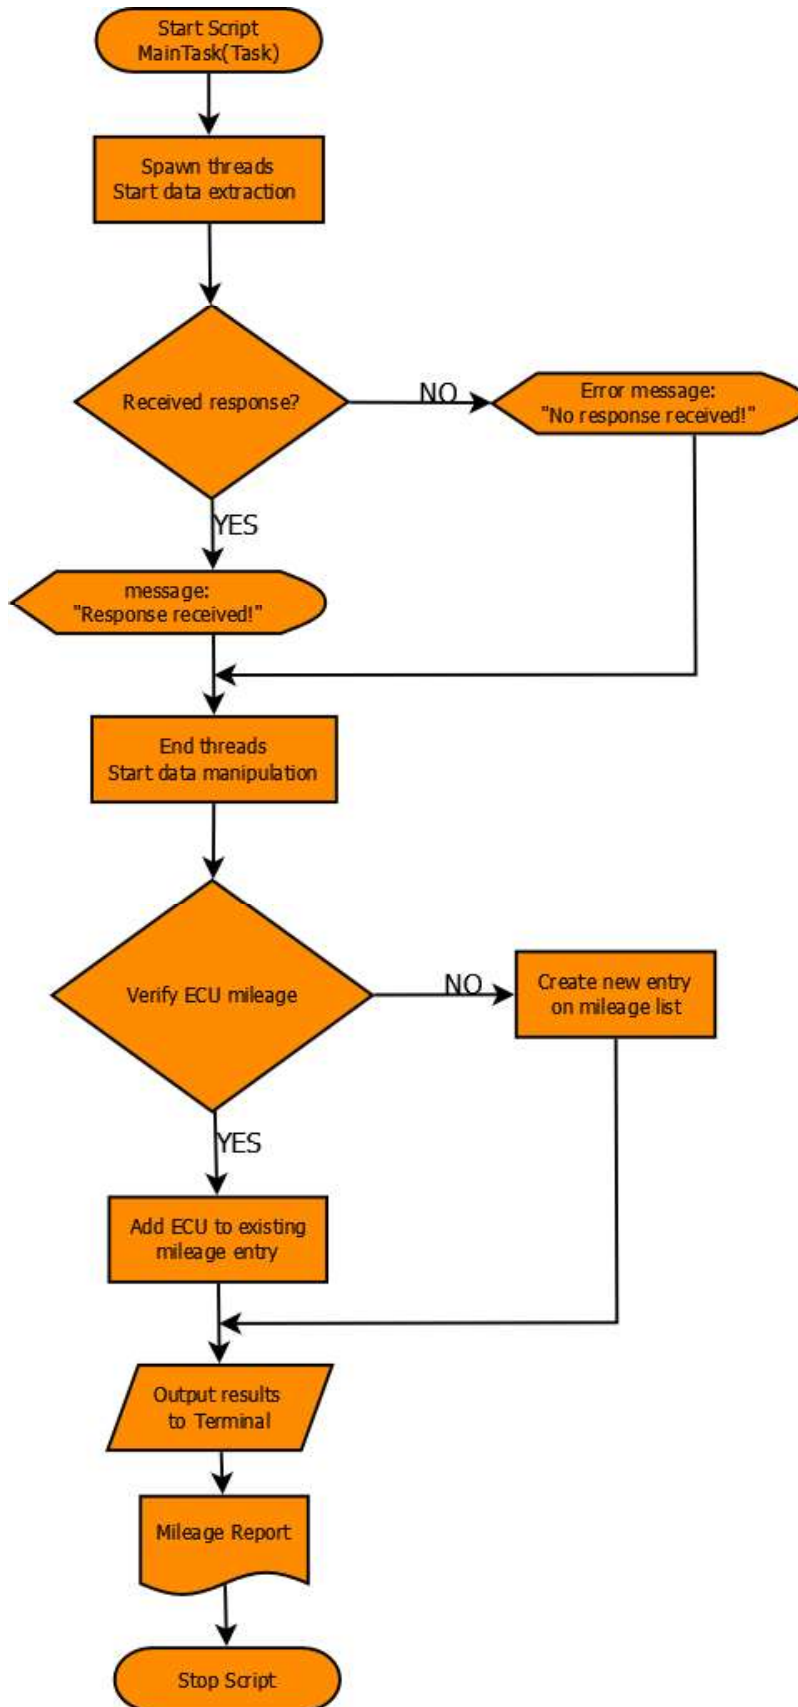 Start Script
MainTask(Task)
Spawn threads
Start data extraction
Received response?
NO
Error message:
"No response received!"
YES
message:
"Response received!"
End threads
Start data manipulation
Verify ECU mileage
NO
Create new entry
on mileage list
YES
Add ECU to existing
mileage entry
Output results
to Terminal
Mileage Report
Stop Script